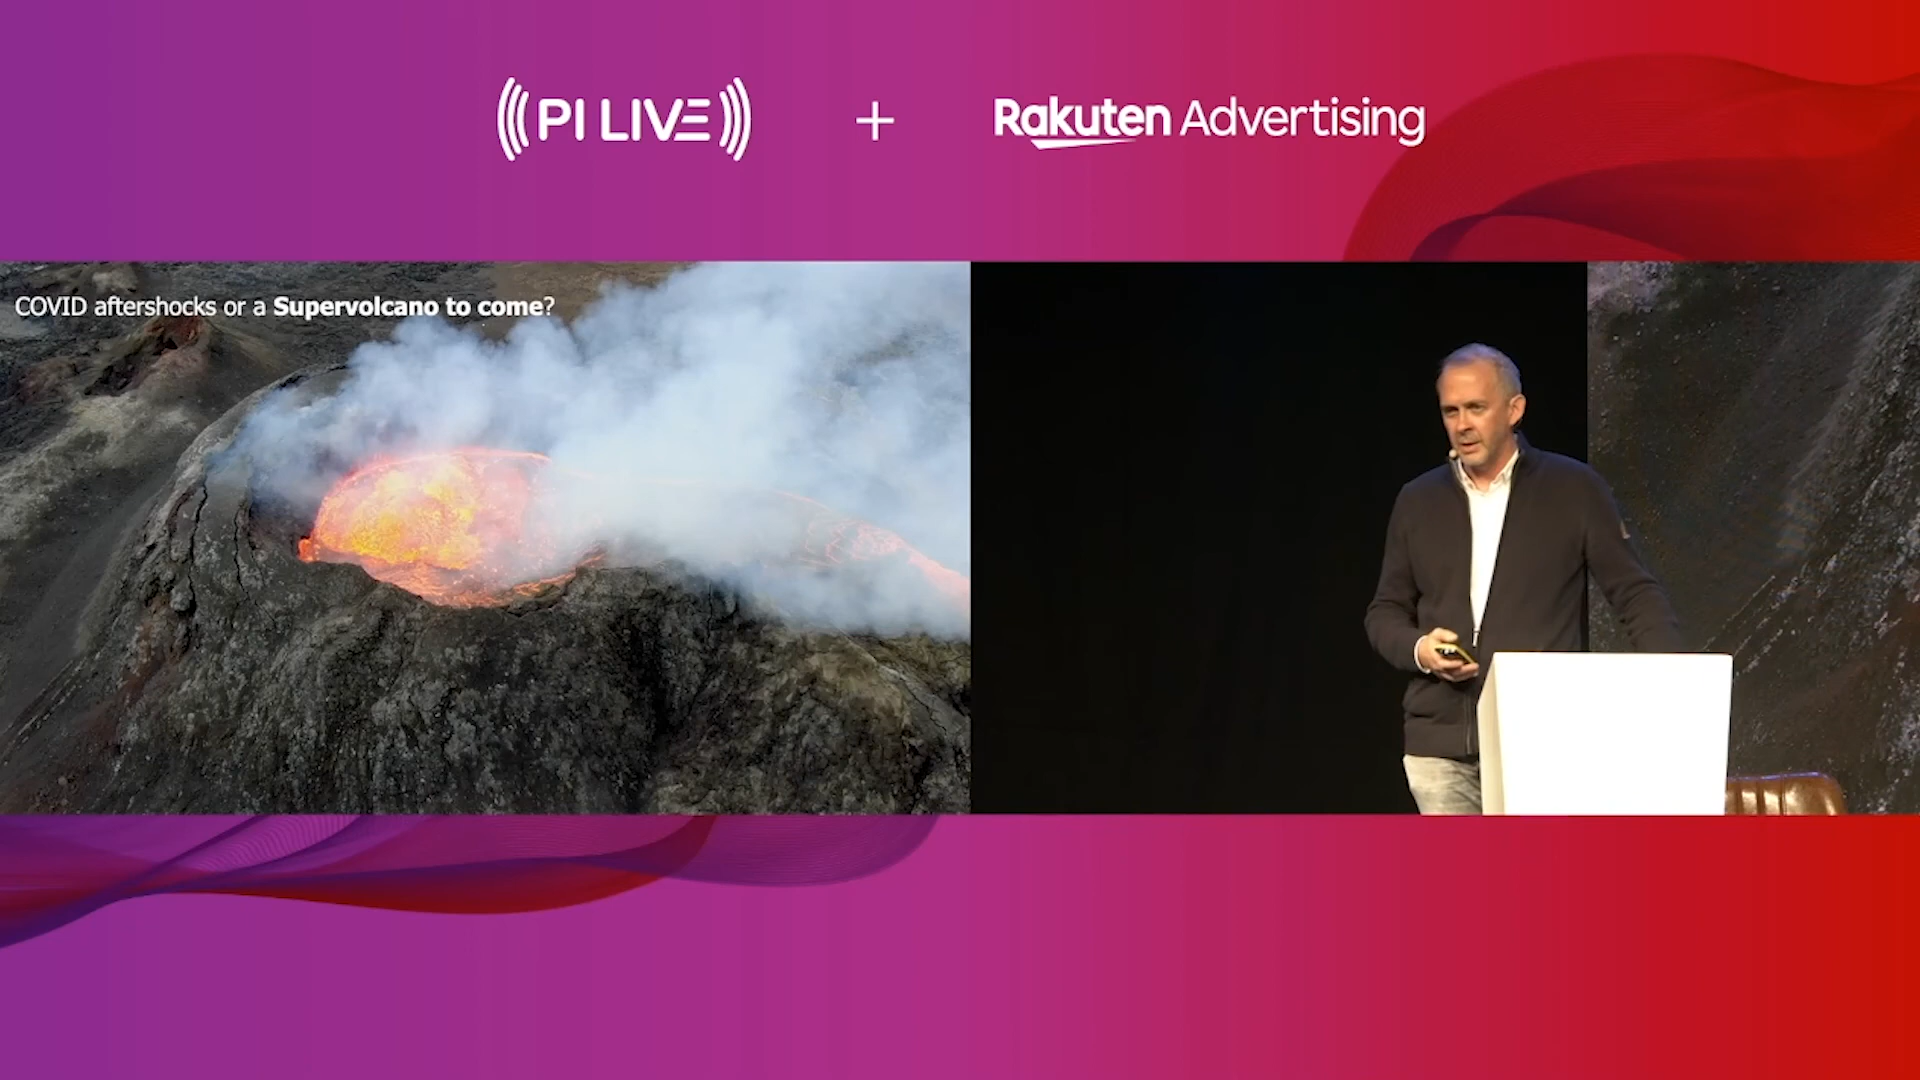 PI LIVE + Rakuten Advertising
COVID aftershocks or a Supervolcano to come?